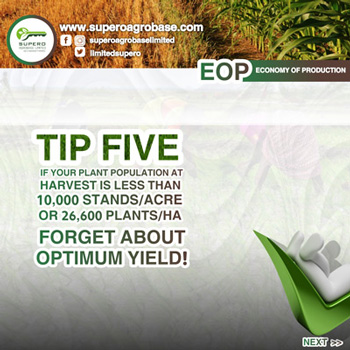 www.superoagrobase.com
superoagrobaselimited
limitedsupero
SUPERO
EOP ECONOMY OF PRODUCTION
TIP FIVE
IF YOUR PLANT POPULATION AT
HARVEST IS LESS THAN
10,000 STANDS/ACRE
OR 26,600 PLANTS/HA
FORGET ABOUT
OPTIMUM YIELD!
NEXT >>